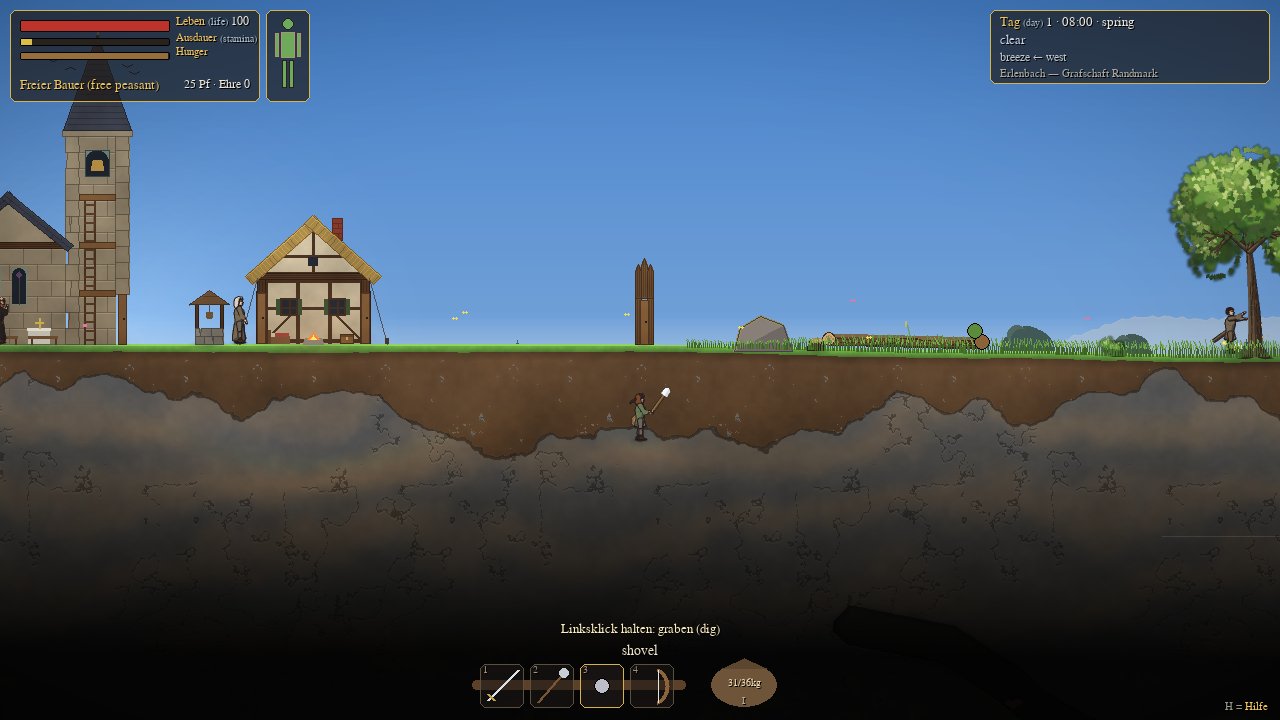 Leben (life) 100
Ausdauer (stamina)
Hunger
Freier Bauer (free peasant) 25 Pf · Ehre 0
Tag (day) 1 · 08:00 · spring
clear
breeze ← west
Erlenbach — Grafschaft Randmark
Linksklick halten: graben (dig)
shovel
1 2 3 4
31/36kg
I
H = Hilfe